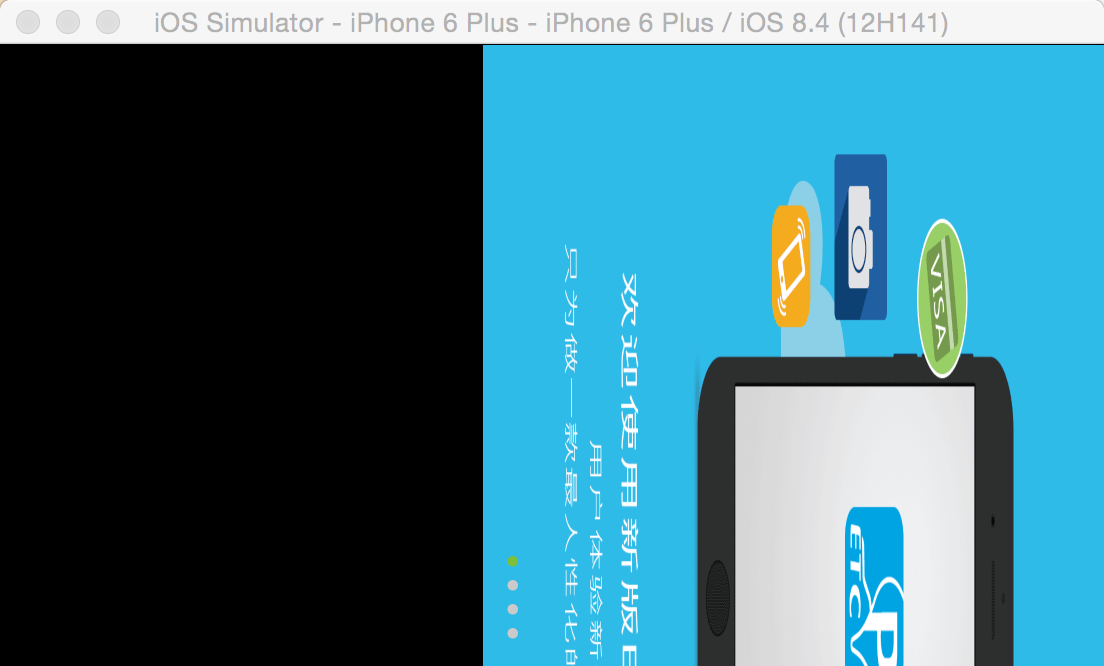 iOS Simulator - iPhone 6 Plus - iPhone 6 Plus / iOS 8.4 (12H141)
VISA
ETC
P
欢迎使用新版
用户体验新
只为做一款最人性化